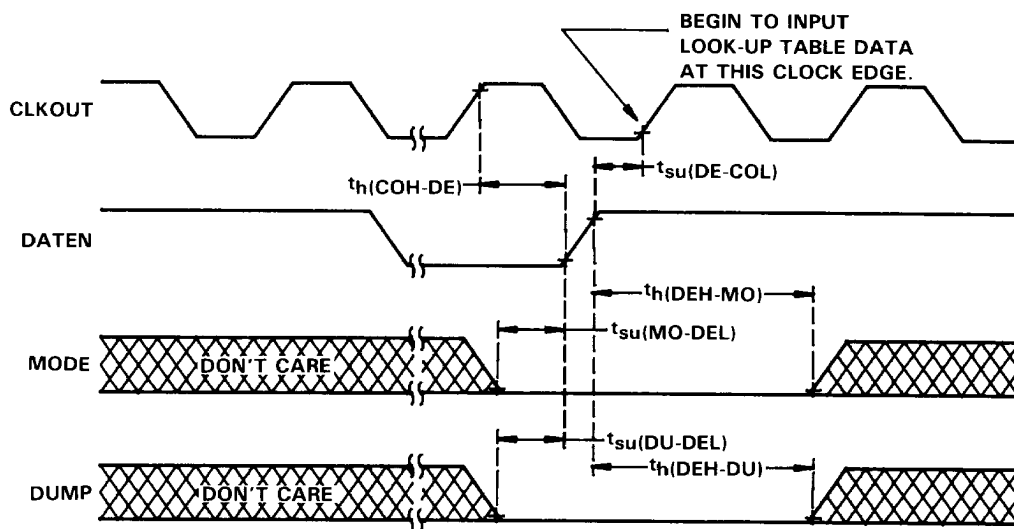 BEGIN TO INPUT
LOOK-UP TABLE DATA
AT THIS CLOCK EDGE.
CLKOUT
tsu(DE-COL)
th(COH-DE)
DATEN
th(DEH-MO)
tsu(MO-DEL)
MODE
DON'T CARE
tsu(DU-DEL)
th(DEH-DU)
DUMP
DON'T CARE